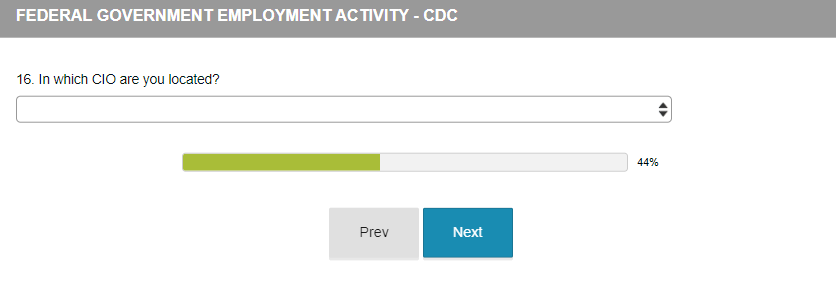 FEDERAL GOVERNMENT EMPLOYMENT ACTIVITY - CDC
16. In which CIO are you located?
44%
Prev
Next